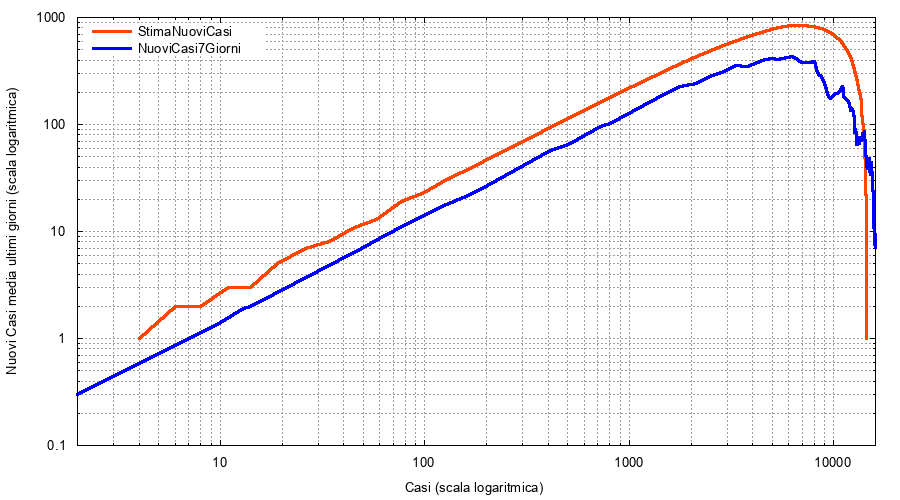 1000
StimaNuoviCasi
NuoviCasi7Giorni
100
10
1
0.1
Nuovi Casi media ultimi giorni (scala logaritmica)
10
100
1000
10000
Casi (scala logaritmica)